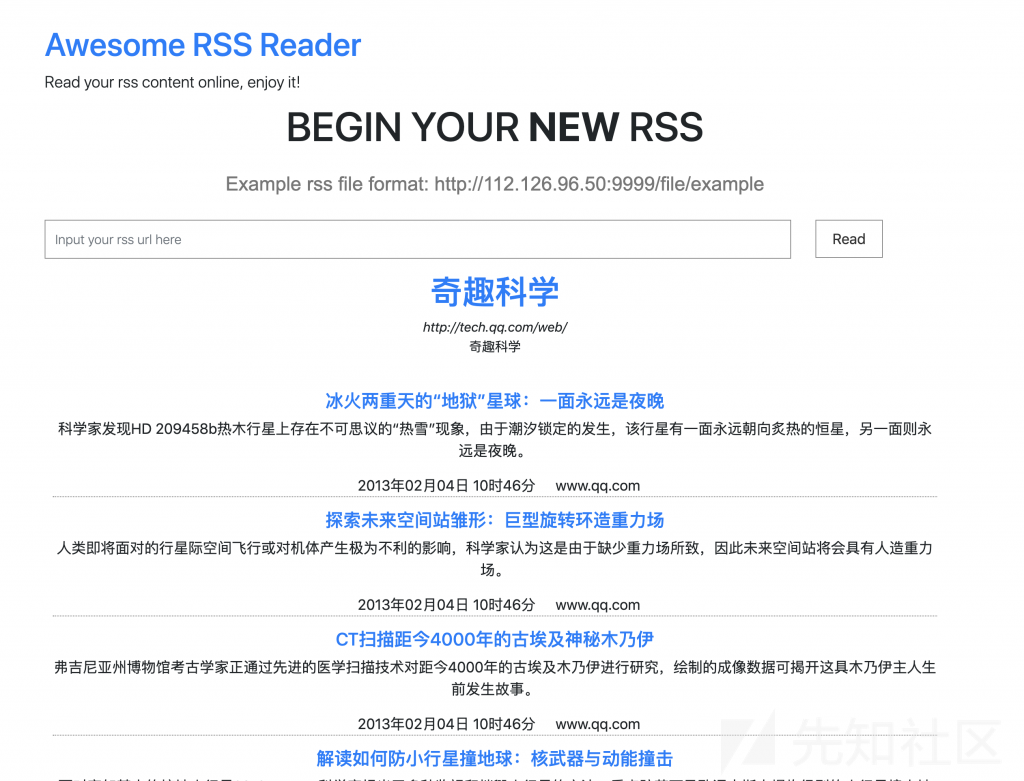 Awesome RSS Reader
Read your rss content online, enjoy it!
BEGIN YOUR NEW RSS
Example rss file format: http://112.126.96.50:9999/file/example
Input your rss url here
Read
奇趣科学
http://tech.qq.com/web/
奇趣科学
冰火两重天的“地狱”星球：一面永远是夜晚
科学家发现HD 209458b热木行星上存在不可思议的“热雪”现象，由于潮汐锁定的发生，该行星有一面永远朝向炙热的恒星，另一面则永
远是夜晚。
2013年02月04日 10时46分 www.qq.com
探索未来空间站雏形：巨型旋转环造重力场
人类即将面对的行星际空间飞行或对机体产生极为不利的影响，科学家认为这是由于缺少重力场所致，因此未来空间站将会具有人造重力
场。
2013年02月04日 10时46分 www.qq.com
CT扫描距今4000年的古埃及神秘木乃伊
弗吉尼亚州博物馆考古学家正通过先进的医学扫描技术对距今4000年的古埃及木乃伊进行研究，绘制的成像数据可揭开这具木乃伊主人生
前发生故事。
2013年02月04日 10时46分 www.qq.com
先知社区
解读如何防小行星撞地球：核武器与动能撞击